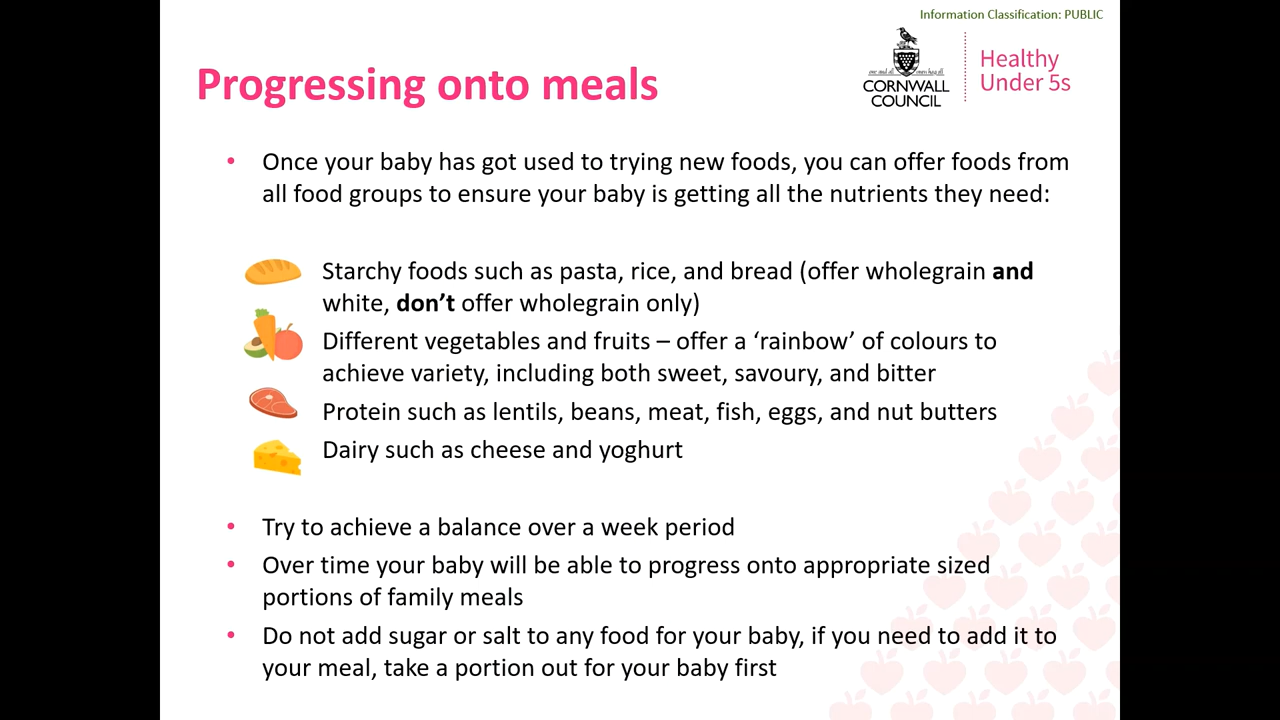 Information Classification: PUBLIC
Progressing onto meals
one and all
onen hag oll
CORNWALL
COUNCIL
Healthy
Under 5s
• Once your baby has got used to trying new foods, you can offer foods from
all food groups to ensure your baby is getting all the nutrients they need:
Starchy foods such as pasta, rice, and bread (offer wholegrain and
white, don’t offer wholegrain only)
Different vegetables and fruits – offer a ‘rainbow’ of colours to
achieve variety, including both sweet, savoury, and bitter
Protein such as lentils, beans, meat, fish, eggs, and nut butters
Dairy such as cheese and yoghurt
• Try to achieve a balance over a week period
• Over time your baby will be able to progress onto appropriate sized
portions of family meals
• Do not add sugar or salt to any food for your baby, if you need to add it to
your meal, take a portion out for your baby first